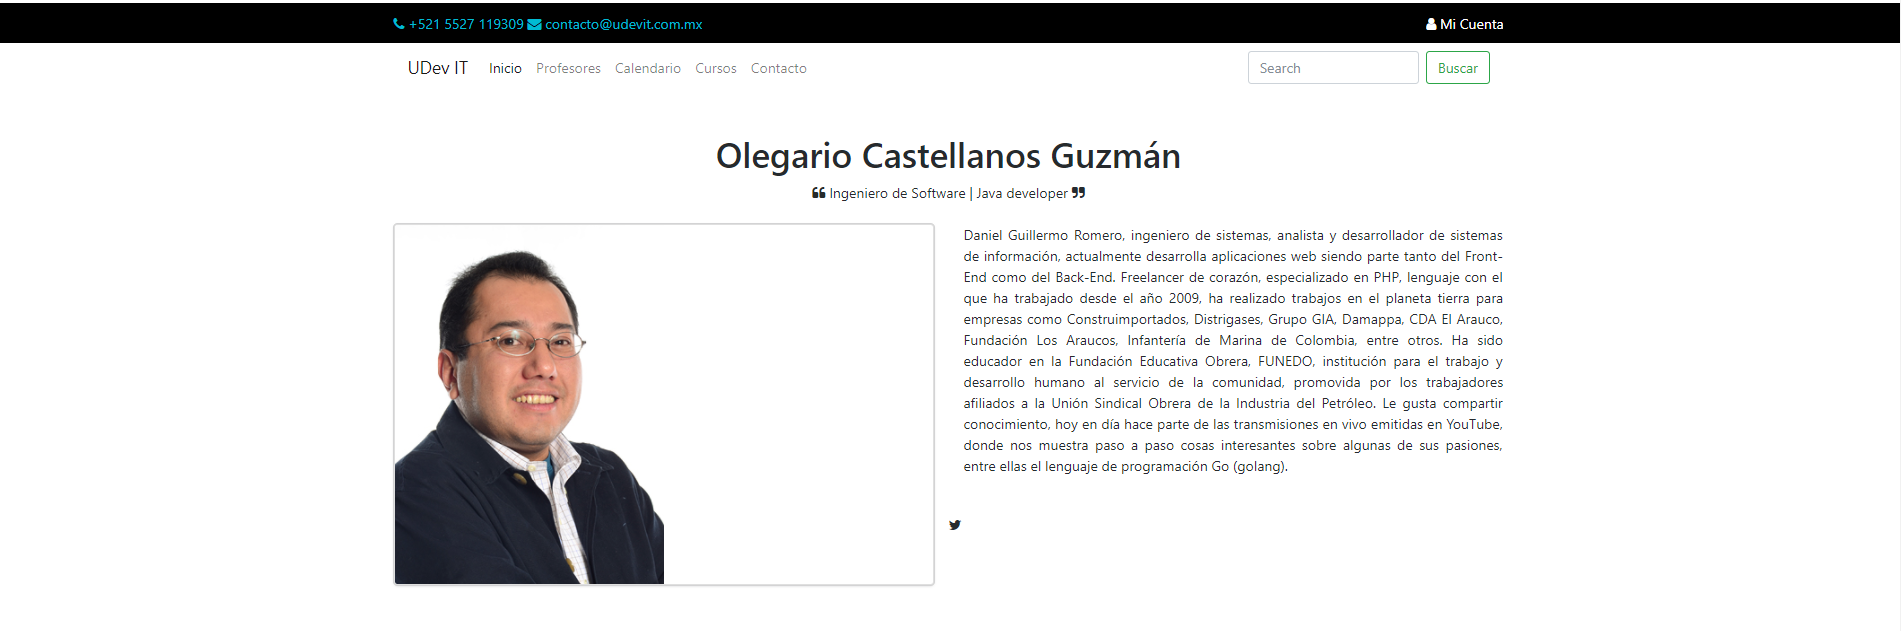 +521 5527 119309 contacto@udevit.com.mx Mi Cuenta
UDev IT Inicio Profesores Calendario Cursos Contacto Search Buscar
Olegario Castellanos Guzmán
Ingeniero de Software | Java developer
Daniel Guillermo Romero, ingeniero de sistemas, analista y desarrollador de sistemas
de información, actualmente desarrolla aplicaciones web siendo parte tanto del Front-
End como del Back-End. Freelancer de corazón, especializado en PHP, lenguaje con el
que ha trabajado desde el año 2009, ha realizado trabajos en el planeta tierra para
empresas como Construimportados, Distrigases, Grupo GIA, Damappa, CDA El Arauco,
Fundación Los Araucos, Infantería de Marina de Colombia, entre otros. Ha sido
educador en la Fundación Educativa Obrera, FUNEDO, institución para el trabajo y
desarrollo humano al servicio de la comunidad, promovida por los trabajadores
afiliados a la Unión Sindical Obrera de la Industria del Petróleo. Le gusta compartir
conocimiento, hoy en día hace parte de las transmisiones en vivo emitidas en YouTube,
donde nos muestra paso a paso cosas interesantes sobre algunas de sus pasiones,
entre ellas el lenguaje de programación Go (golang).